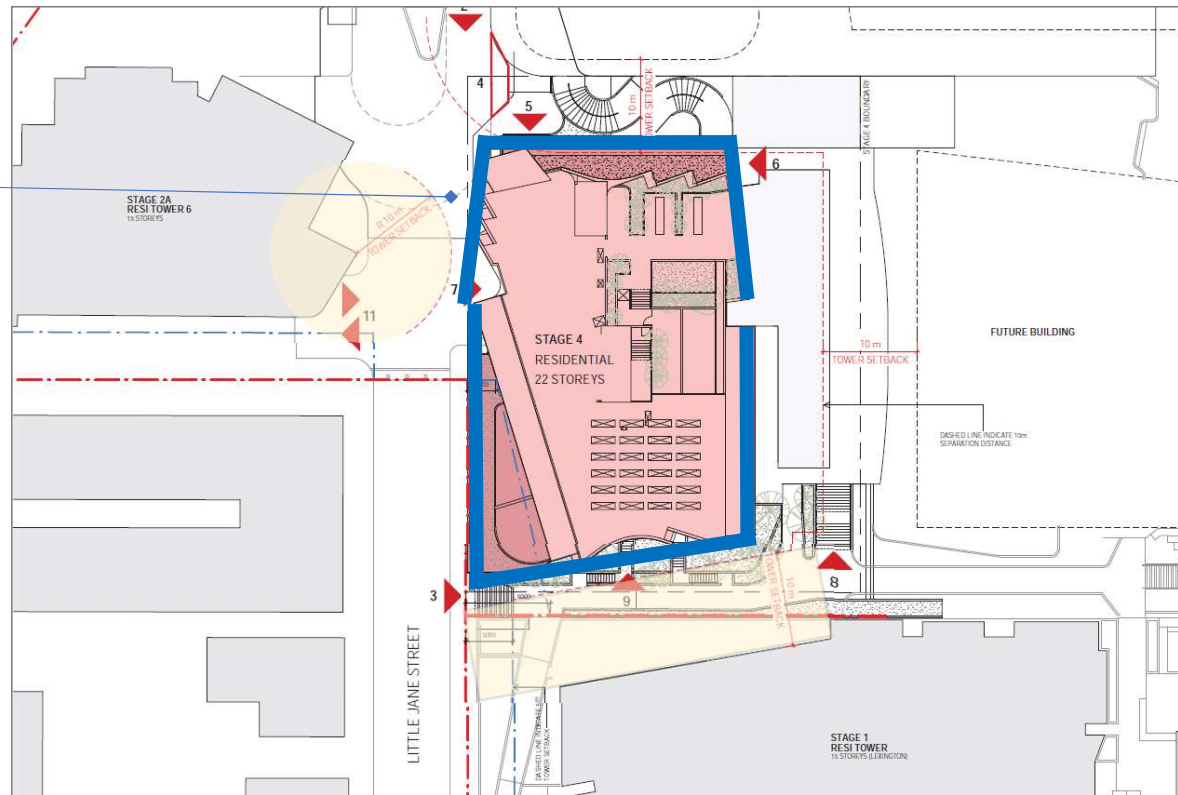 2
4
5
10 m
TOWER SETBACK
STAGE 4 BOUNDARY
6
STAGE 2A
RESI TOWER 6
15 STOREYS
R 10 m
TOWER SETBACK
7
11
STAGE 4
RESIDENTIAL
22 STOREYS
FUTURE BUILDING
10 m
TOWER SETBACK
DASHED LINE INDICATE 10m
SEPARATION DISTANCE
3
9
8
10 m
TOWER SETBACK
5000
5000
LITTLE JANE STREET
DASHED LINE INDICATE
TOWER SETBACK
STAGE 1
RESI TOWER
15 STOREYS (LEXINGTON)